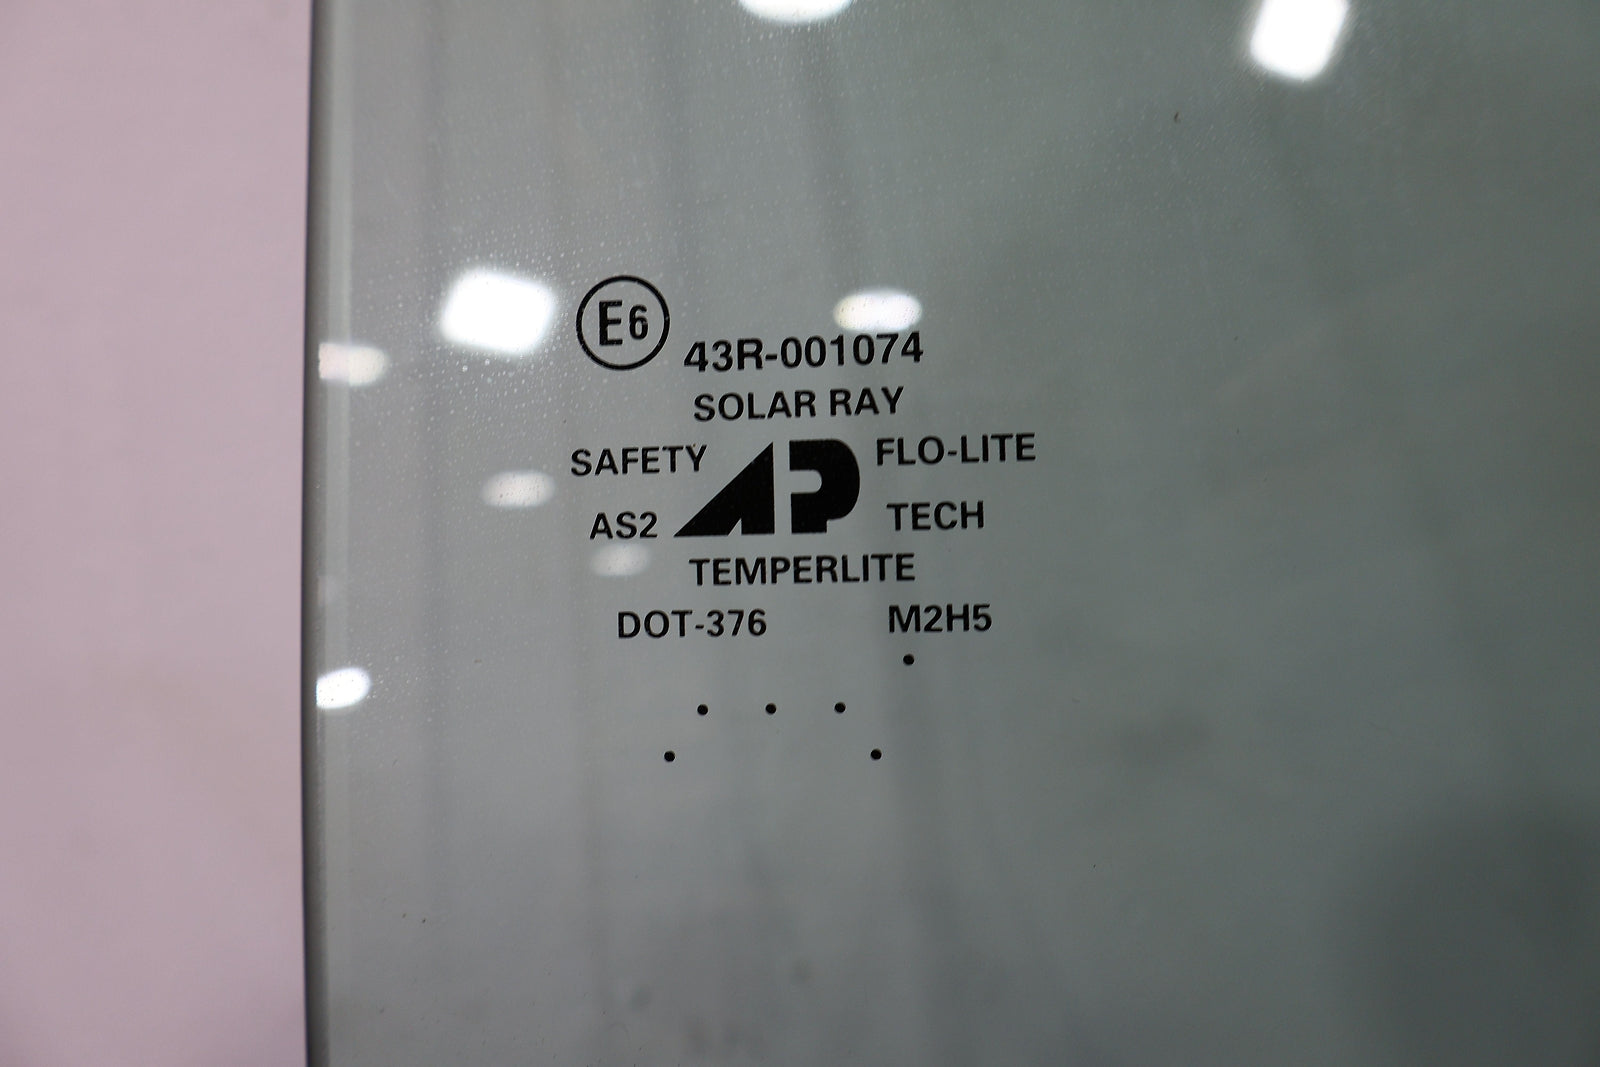 E6 43R-001074
SOLAR RAY
SAFETY AP FLO-LITE
AS2 TECH
TEMPERLITE
DOT-376 M2H5